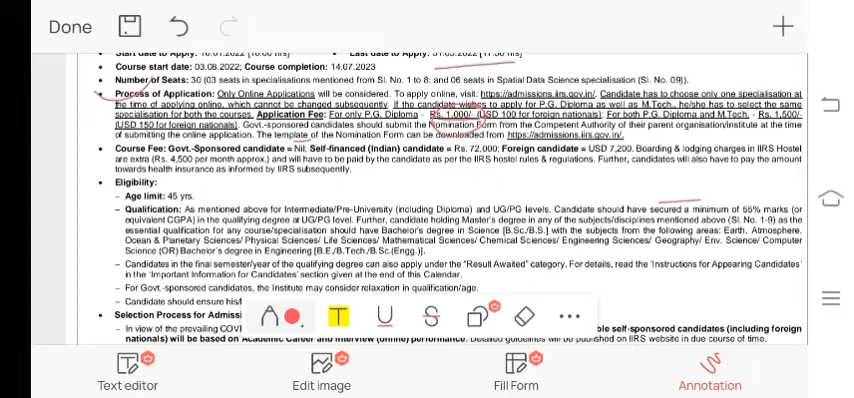 Done
Start date to Apply: 10.01.2022 [10:00 hrs] • Last date to Apply: 31.03.2022 [17:30 hrs]
• Course start date: 03.08.2022; Course completion: 14.07.2023
• Number of Seats: 30 (03 seats in specialisations mentioned from Sl. No. 1 to 8; and 06 seats in Spatial Data Science specialisation (Sl. No. 09)).
• Process of Application: Only Online Applications will be considered. To apply online, visit: https://admissions.iirs.gov.in/. Candidate has to choose only one specialisation at
the time of applying online, which cannot be changed subsequently. If the candidate wishes to apply for P.G. Diploma as well as M.Tech., he/she has to select the same
specialisation for both the courses. Application Fee: For only P.G. Diploma - Rs. 1,000/- (USD 100 for foreign nationals); For both P.G. Diploma and M.Tech. - Rs. 1,500/-
(USD 150 for foreign nationals). Govt.-sponsored candidates should submit the Nomination Form from the Competent Authority of their parent organisation/institute at the time
of submitting the online application. The template of the Nomination Form can be downloaded from https://admissions.iirs.gov.in/.
• Course Fee: Govt.-Sponsored candidate = Nil; Self-financed (Indian) candidate = Rs. 72,000; Foreign candidate = USD 7,200. Boarding & lodging charges in IIRS Hostel
are extra (Rs. 4,500 per month approx.) and will have to be paid by the candidate as per the IIRS hostel rules & regulations. Further, candidates will also have to pay the amount
towards health insurance as informed by IIRS subsequently.
• Eligibility:
– Age limit: 45 yrs.
– Qualification: As mentioned above for Intermediate/Pre-University (including Diploma) and UG/PG levels. Candidate should have secured a minimum of 55% marks (or
equivalent CGPA) in the qualifying degree at UG/PG level. Further, candidate holding Master's degree in any of the subjects/disciplines mentioned above (Sl. No. 1-9) as the
essential qualification for any course/specialisation should have Bachelor's degree in Science [B.Sc./B.S.] with the subjects from the following areas: Earth, Atmosphere,
Ocean & Planetary Sciences/ Physical Sciences/ Life Sciences/ Mathematical Sciences/ Chemical Sciences/ Engineering Sciences/ Geography/ Env. Science/ Computer
Science (OR) Bachelor's degree in Engineering [B.E./B.Tech./B.Sc.(Engg.)].
– Candidates in the final semester/year of the qualifying degree can also apply under the "Result Awaited" category. For details, read the 'Instructions for Appearing Candidates'
in the 'Important Information for Candidates' section given at the end of this Calendar.
– For Govt.-sponsored candidates, the Institute may consider relaxation in qualification/age.
– Candidate should ensure his/
• Selection Process for Admissi
– In view of the prevailing COVI ble self-sponsored candidates (including foreign
nationals) will be based on Academic Career and Interview (online) performance. Detailed guidelines will be published on IIRS website in due course of time.
T U S
Text editor Edit image Fill Form Annotation